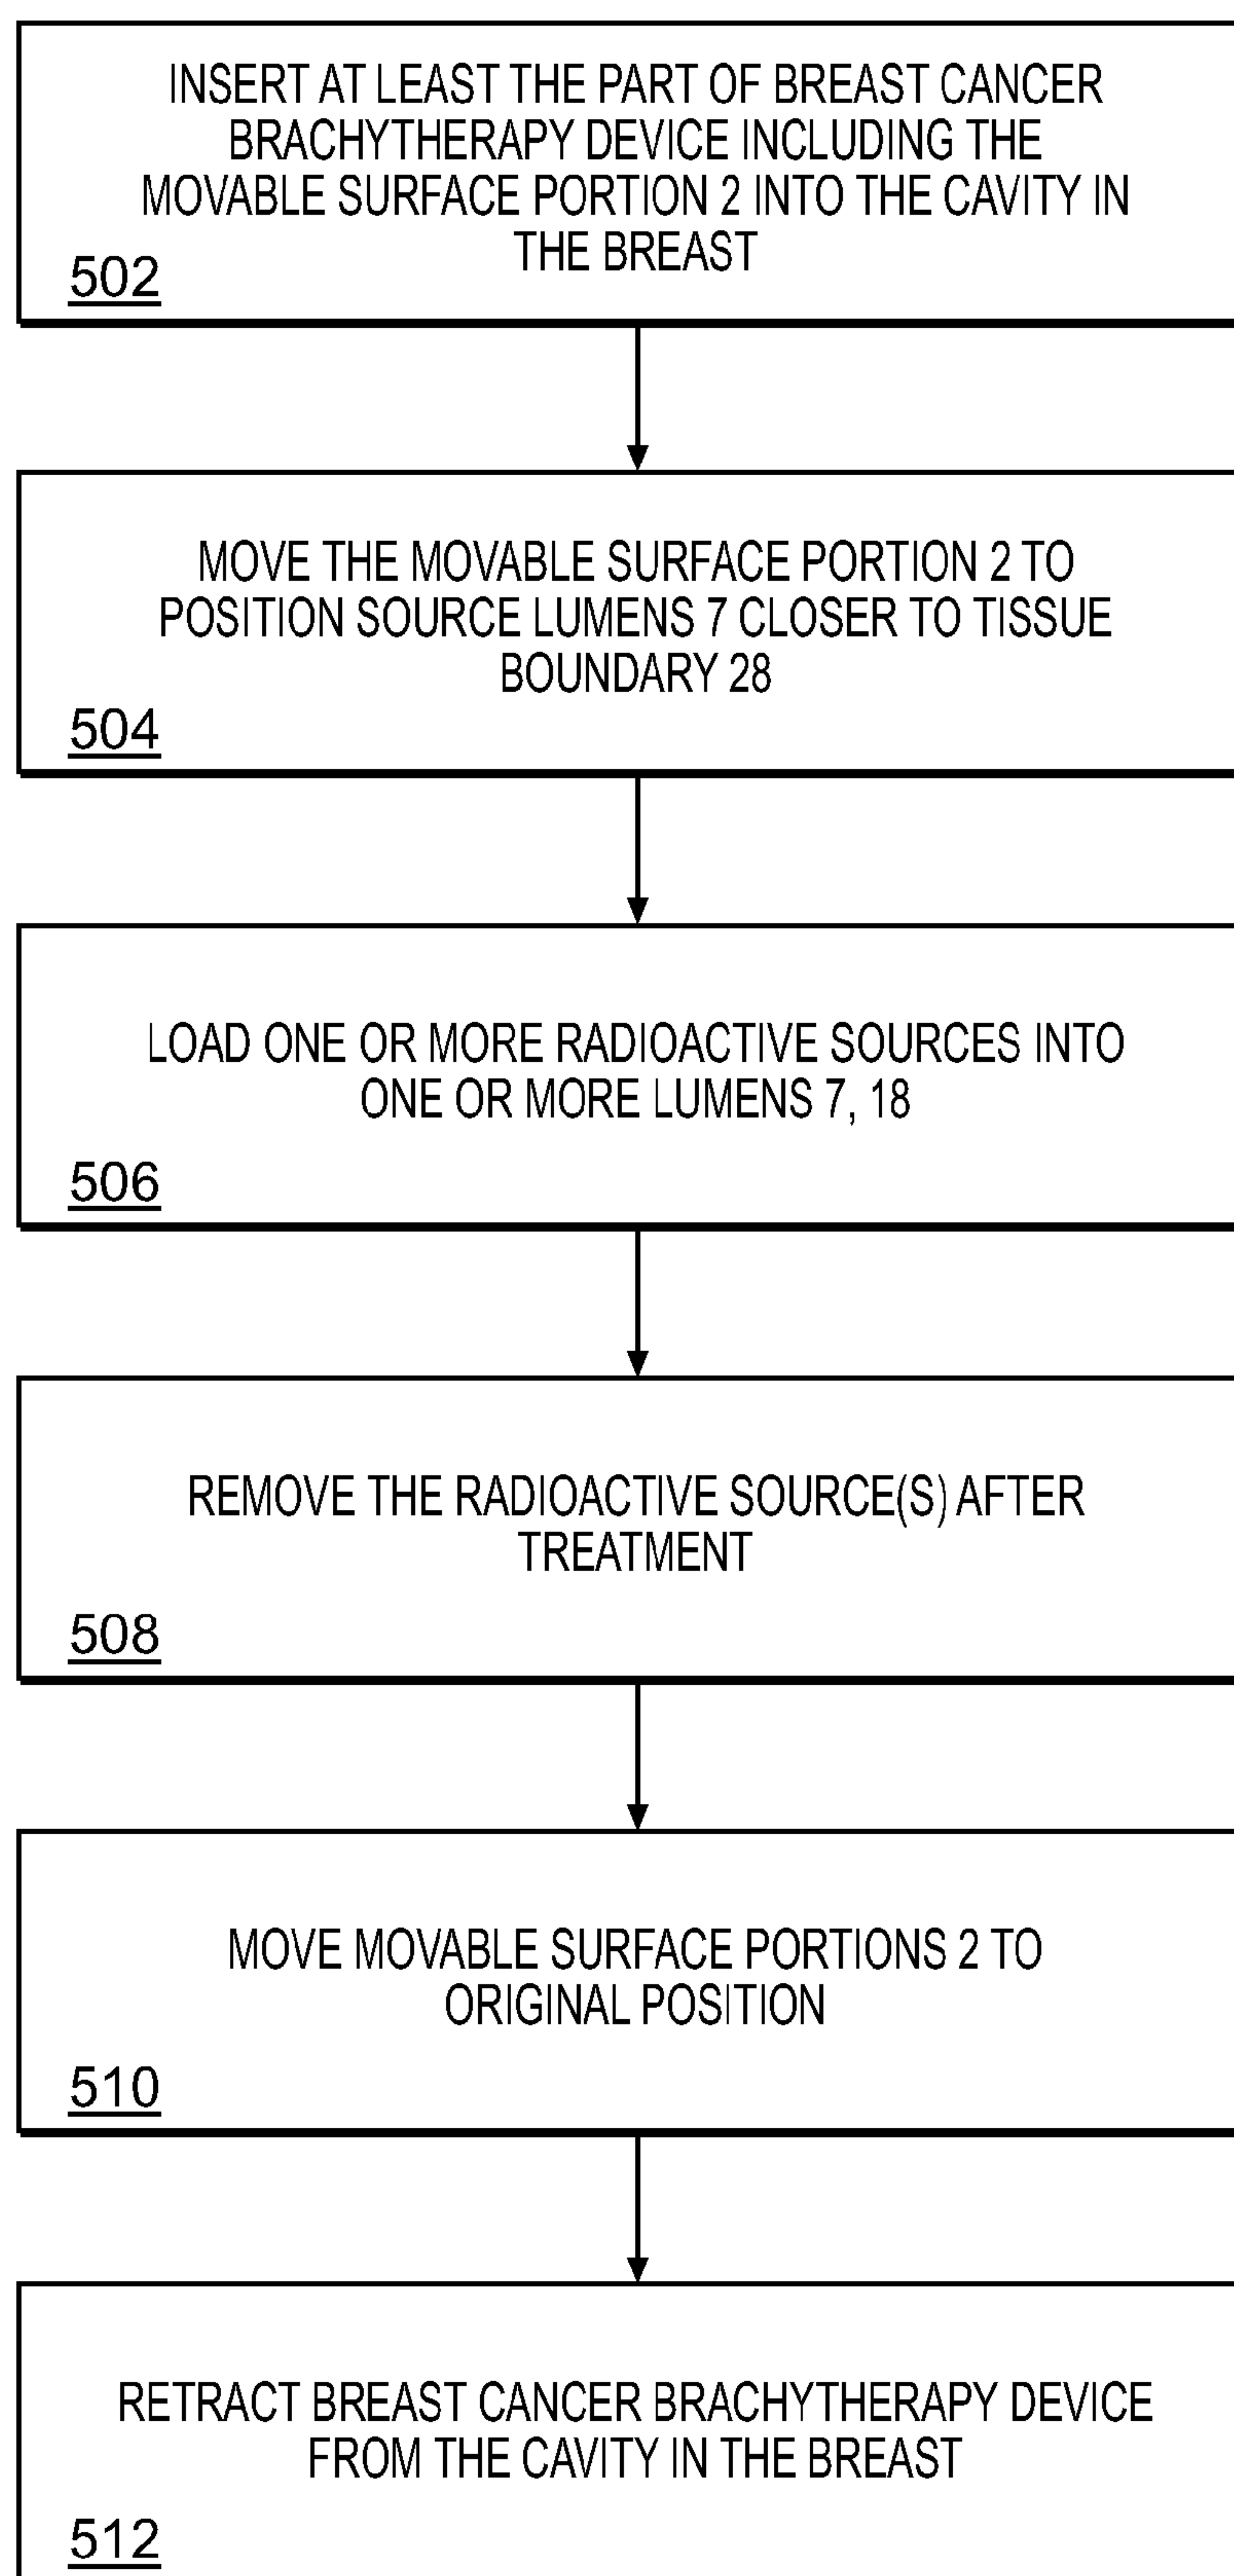 INSERT AT LEAST THE PART OF BREAST CANCER
BRACHYTHERAPY DEVICE INCLUDING THE
MOVABLE SURFACE PORTION 2 INTO THE CAVITY IN
THE BREAST
502
MOVE THE MOVABLE SURFACE PORTION 2 TO
POSITION SOURCE LUMENS 7 CLOSER TO TISSUE
BOUNDARY 28
504
LOAD ONE OR MORE RADIOACTIVE SOURCES INTO
ONE OR MORE LUMENS 7, 18
506
REMOVE THE RADIOACTIVE SOURCE(S) AFTER
TREATMENT
508
MOVE MOVABLE SURFACE PORTIONS 2 TO
ORIGINAL POSITION
510
RETRACT BREAST CANCER BRACHYTHERAPY DEVICE
FROM THE CAVITY IN THE BREAST
512